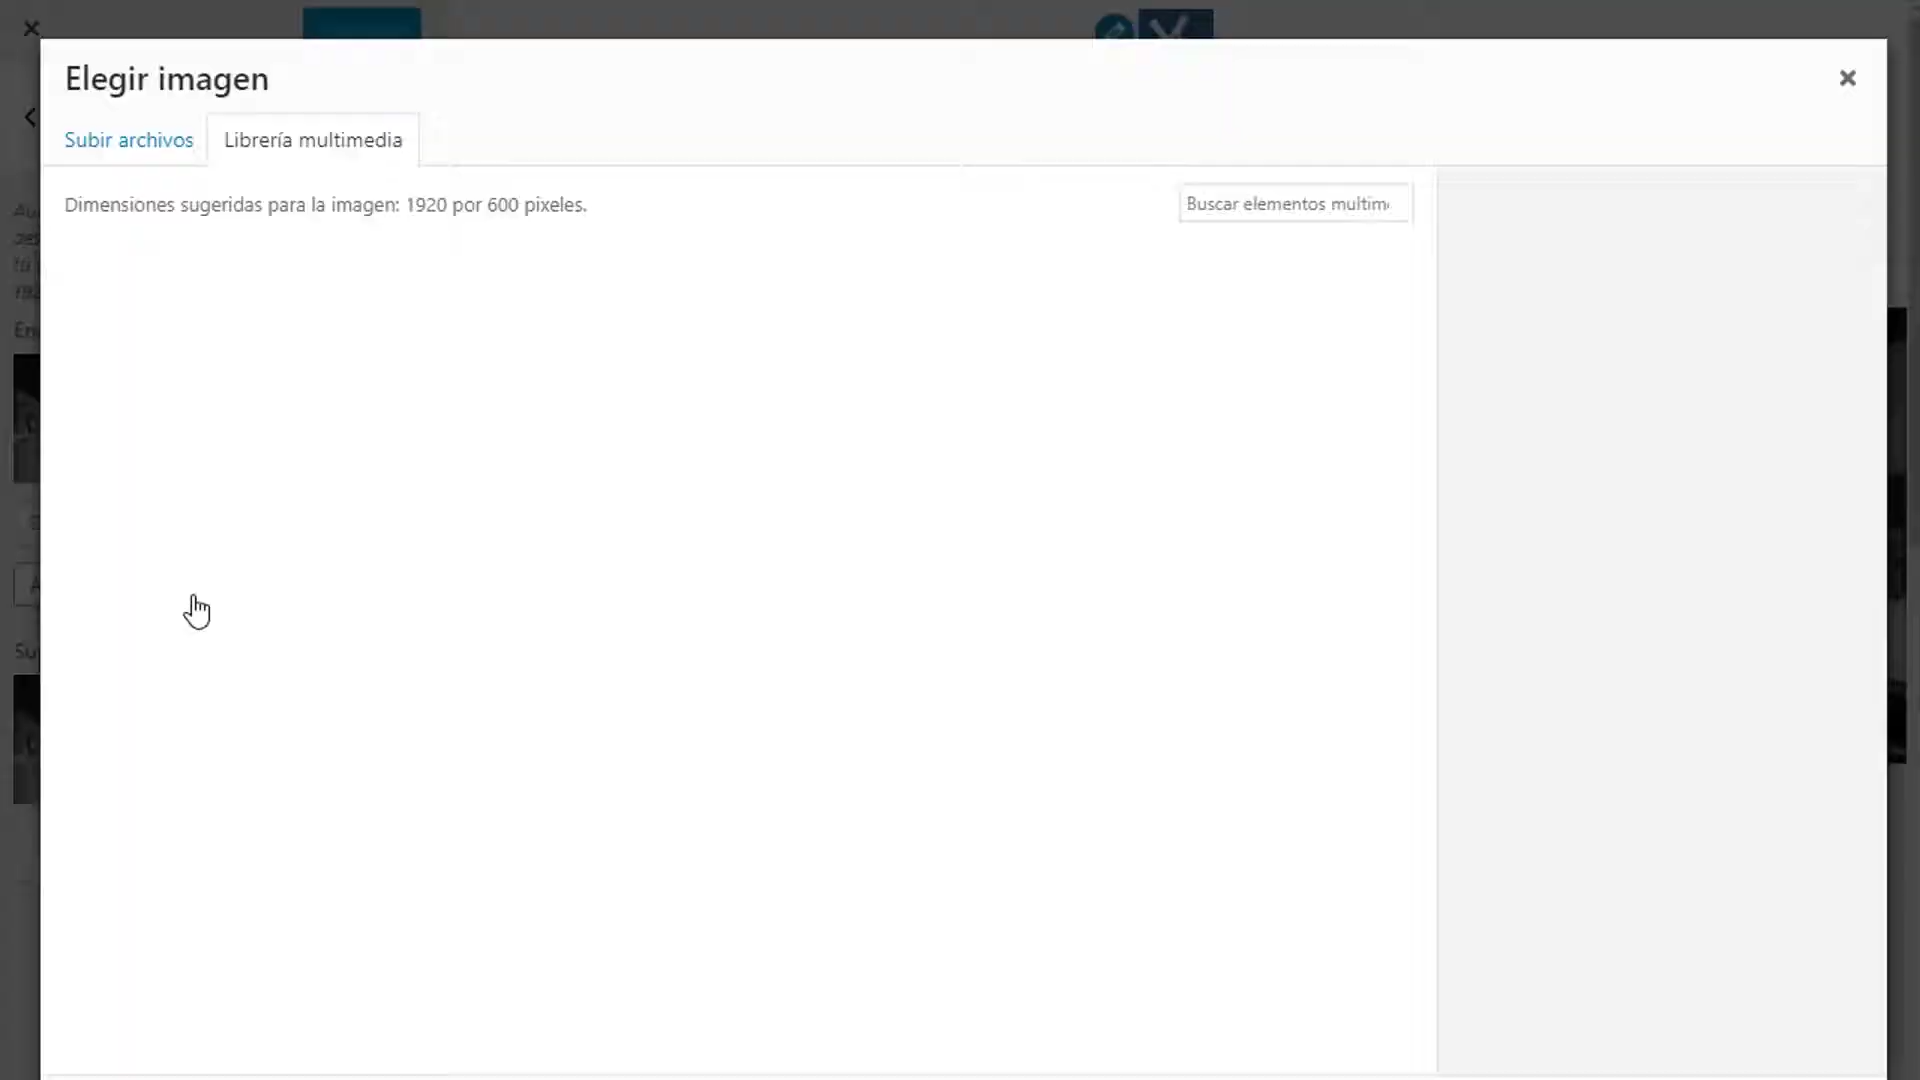 Elegir imagen
Subir archivos
Librería multimedia
Dimensiones sugeridas para la imagen: 1920 por 600 pixeles.
Buscar elementos multim